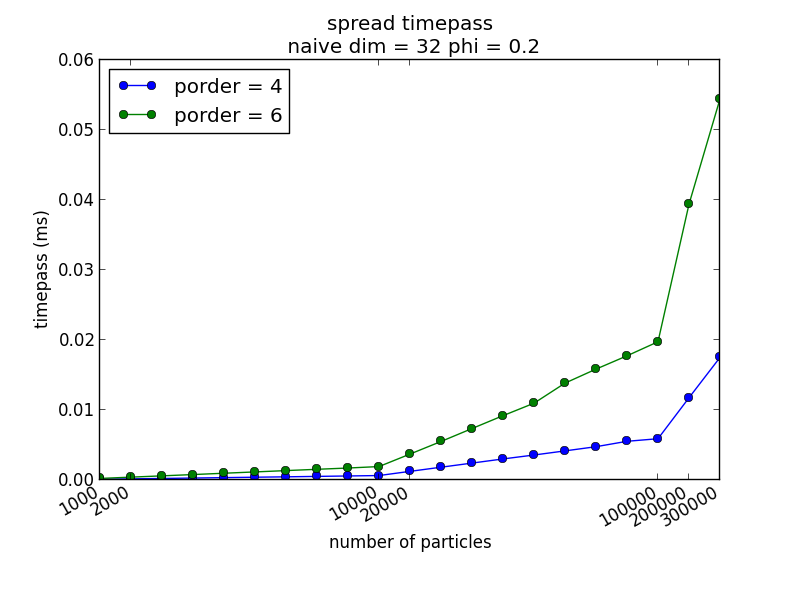 spread timepass
naive dim = 32 phi = 0.2
porder = 4
porder = 6
0.06
0.05
0.04
0.03
0.02
0.01
0.00
timepass (ms)
1000
2000
10000
20000
100000
200000
300000
number of particles